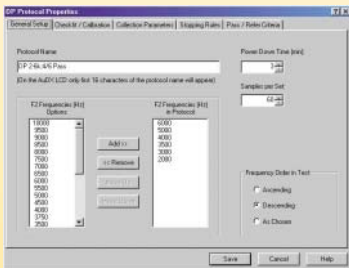 DP Protocol Properties
General Setup
Checkfit / Calibration
Collection Parameters
Stopping Rules
Pass / Refer Criteria
Protocol Name
DP 2-6k;4/6 Pass
(On the AuDX LCD only first 16 characters of the protocol name will appear)
Power Down Time (min)
3
Samples per Set
60
F2 Frequencies (Hz)
Options
10000
9500
9000
8500
8000
7500
7000
6500
6000
5500
5000
4500
4000
3750
3500
Add >>
<< Remove
F2 Frequencies (Hz)
in Protocol
6000
5000
4000
3000
2000
Frequency Order in Test
Ascending
Descending
As Chosen
Save
Cancel
Help